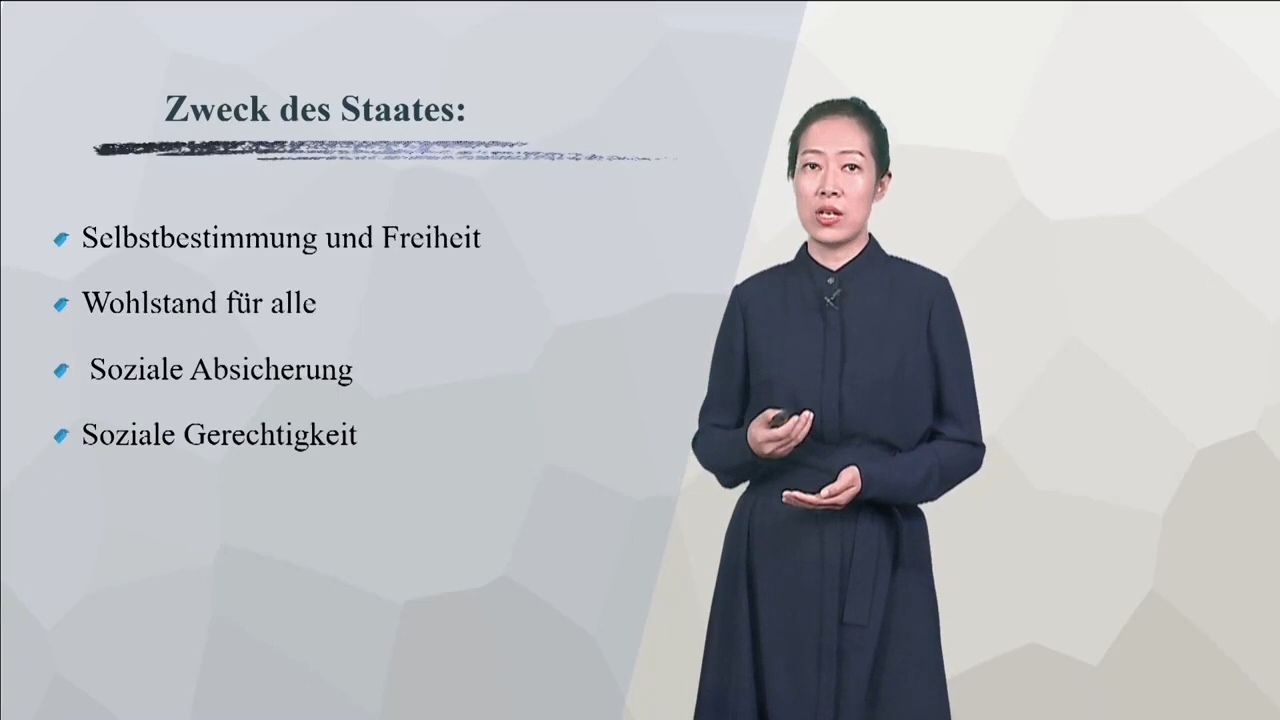 Zweck des Staates:
Selbstbestimmung und Freiheit
Wohlstand für alle
Soziale Absicherung
Soziale Gerechtigkeit